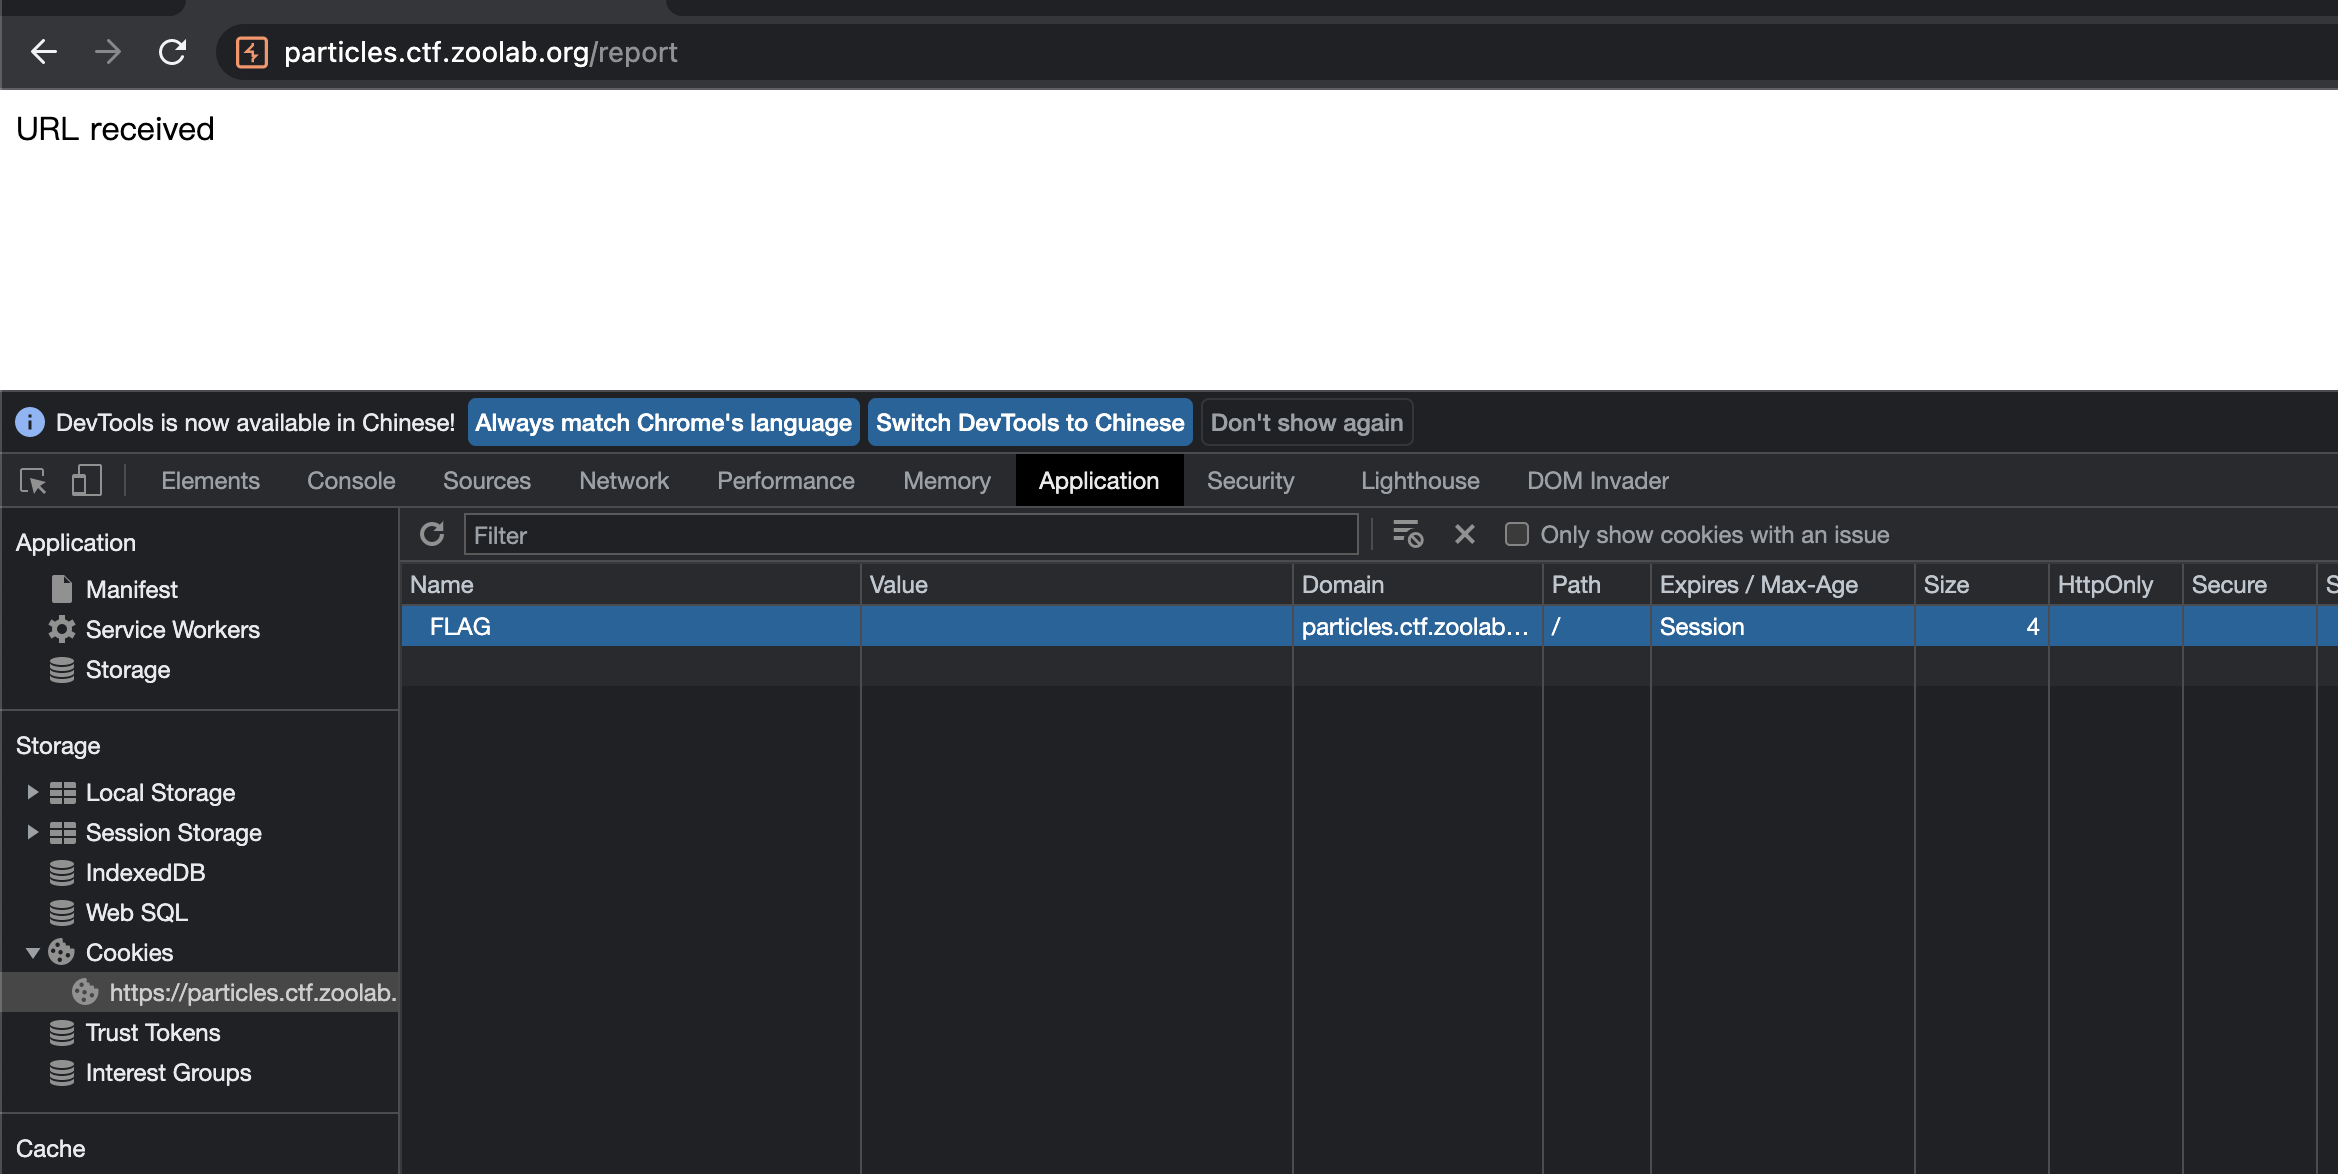 particles.ctf.zoolab.org/report
URL received
DevTools is now available in Chinese! Always match Chrome's language Switch DevTools to Chinese Don't show again
Elements Console Sources Network Performance Memory Application Security Lighthouse DOM Invader
Application
Manifest
Service Workers
Storage
Storage
Local Storage
Session Storage
IndexedDB
Web SQL
Cookies
https://particles.ctf.zoolab.
Trust Tokens
Interest Groups
Cache
Filter Only show cookies with an issue
Name Value Domain Path Expires / Max-Age Size HttpOnly Secure S
FLAG particles.ctf.zoolab... / Session 4